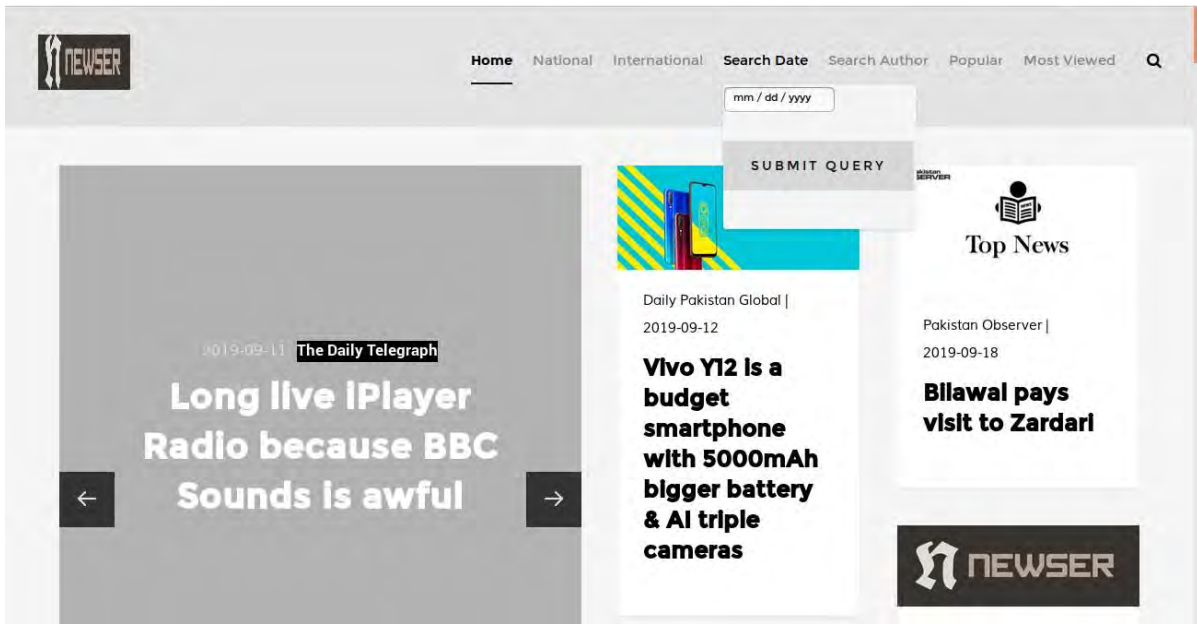 NEWSER
Home National International Search Date Search Author Popular Most Viewed
mm / dd / yyyy
SUBMIT QUERY
2019-09-11 The Daily Telegraph
Long live iPlayer
Radio because BBC
Sounds is awful
Daily Pakistan Global |
2019-09-12
Vivo Y12 is a
budget
smartphone
with 5000mAh
bigger battery
& AI triple
cameras
SERVER
Top News
Pakistan Observer |
2019-09-18
Bilawal pays
visit to Zardari
NEWSER